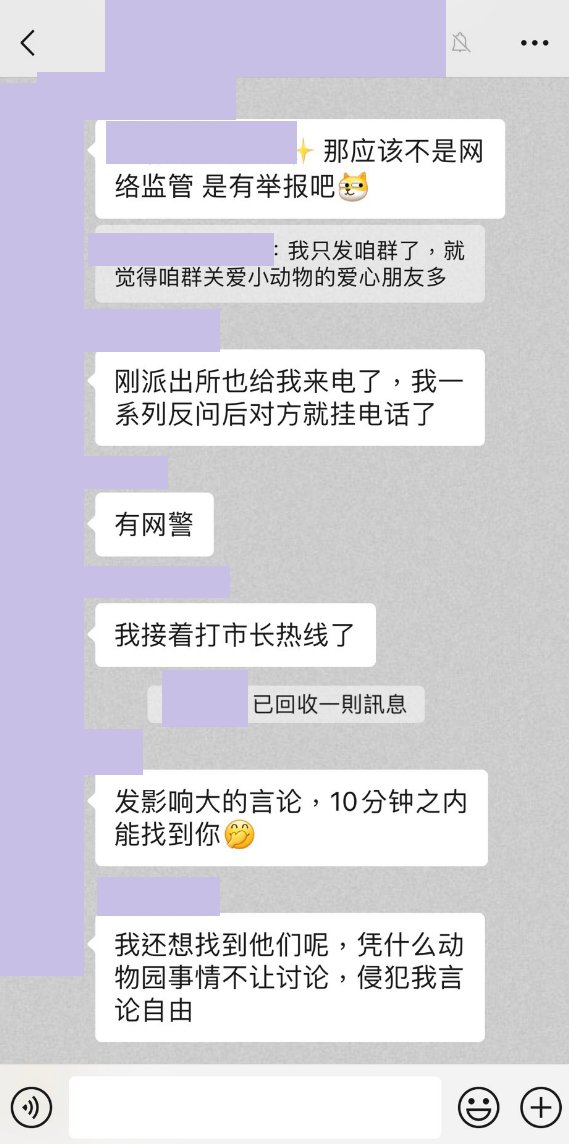 那应该不是网
络监管 是有举报吧
：我只发咱群了，就
觉得咱群关爱小动物的爱心朋友多
刚派出所也给我来电了，我一
系列反问后对方就挂电话了
有网警
我接着打市长热线了
已回收一則訊息
发影响大的言论，10分钟之内
能找到你🤭
我还想找到他们呢，凭什么动
物园事情不让讨论，侵犯我言
论自由